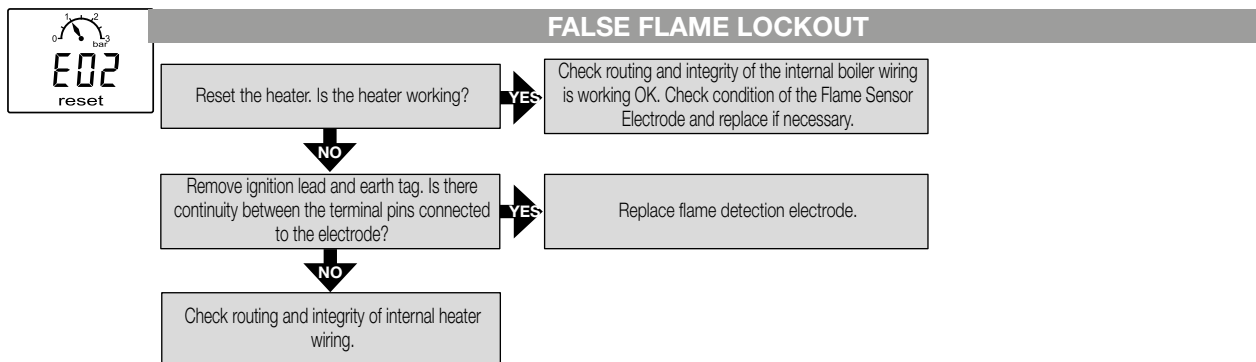 FALSE FLAME LOCKOUT
0 1 2 3
bar
E02
reset
Reset the heater. Is the heater working?
YES
Check routing and integrity of the internal boiler wiring
is working OK. Check condition of the Flame Sensor
Electrode and replace if necessary.
NO
Remove ignition lead and earth tag. Is there
continuity between the terminal pins connected
to the electrode?
YES
Replace flame detection electrode.
NO
Check routing and integrity of internal heater
wiring.